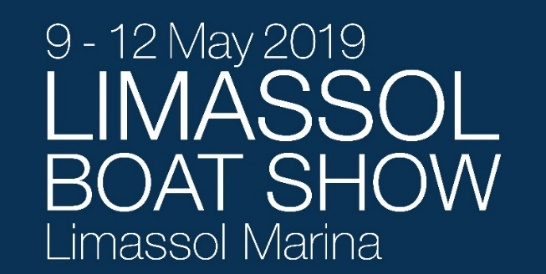 9 - 12 May 2019
LIMASSOL
BOAT SHOW
Limassol Marina